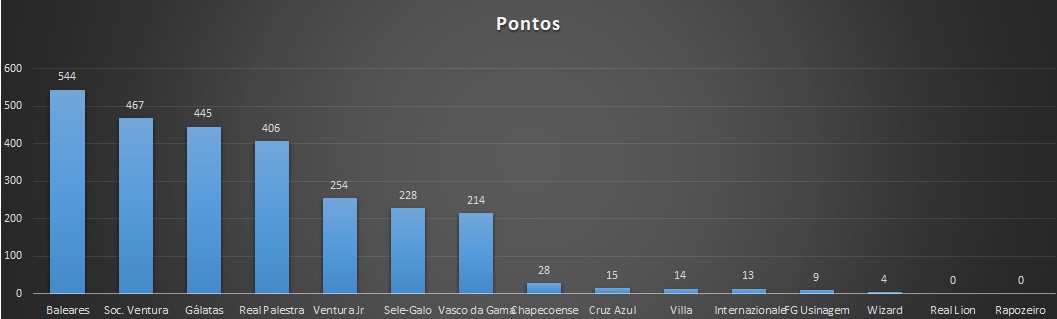 Pontos
600
500
400
300
200
100
0
544 467 445 406 254 228 214 28 15 14 13 9 4 0 0
Baleares Soc. Ventura Gálatas Real Palestra Ventura Jr Sele-Galo Vasco da Gama Chapecoense Cruz Azul Villa Internazionale FG Usinagem Wizard Real Lion Rapozeiro